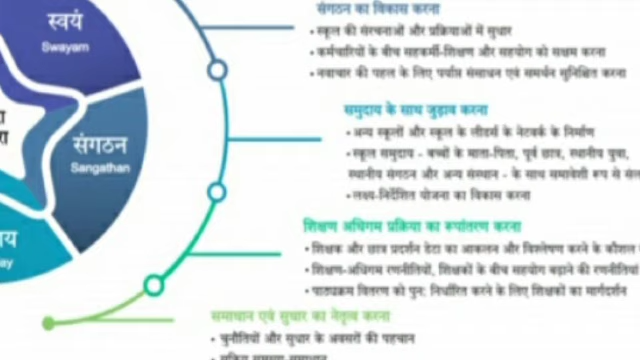 स्वयं
Swayam
संगठन
Sangathan
संगठन का विकास करना
• स्कूल की संरचनाओं और प्रक्रियाओं में सुधार
• कर्मचारियों के बीच सहकर्मी-शिक्षण और सहयोग को सक्षम करना
• नवाचार की पहल के लिए पर्याप्त संसाधन एवं समर्थन सुनिश्चित करना
समुदाय के साथ जुड़ाव करना
• अन्य स्कूलों और स्कूल के लीडर्स के नेटवर्क के निर्माण
• स्कूल समुदाय - बच्चों के माता-पिता, पूर्व छात्र, स्थानीय युवा,
स्थानीय संगठन और अन्य संस्थान - के साथ समावेशी रूप से
• लक्ष्य-निर्देशित योजना का विकास करना
शिक्षण अधिगम प्रक्रिया का रूपांतरण करना
• शिक्षक और छात्र प्रदर्शन डेटा का आकलन और विश्लेषण करने के कौशल
• शिक्षण-अधिगम रणनीतियों, शिक्षकों के बीच सहयोग बढ़ाने की रणनीतियां
• पाठ्यक्रम वितरण को पुन: निर्धारित करने के लिए शिक्षकों का मार्गदर्शन
समाधान एवं सुधार का नेतृत्व करना
• चुनौतियों और सुधार के अवसरों की पहचान